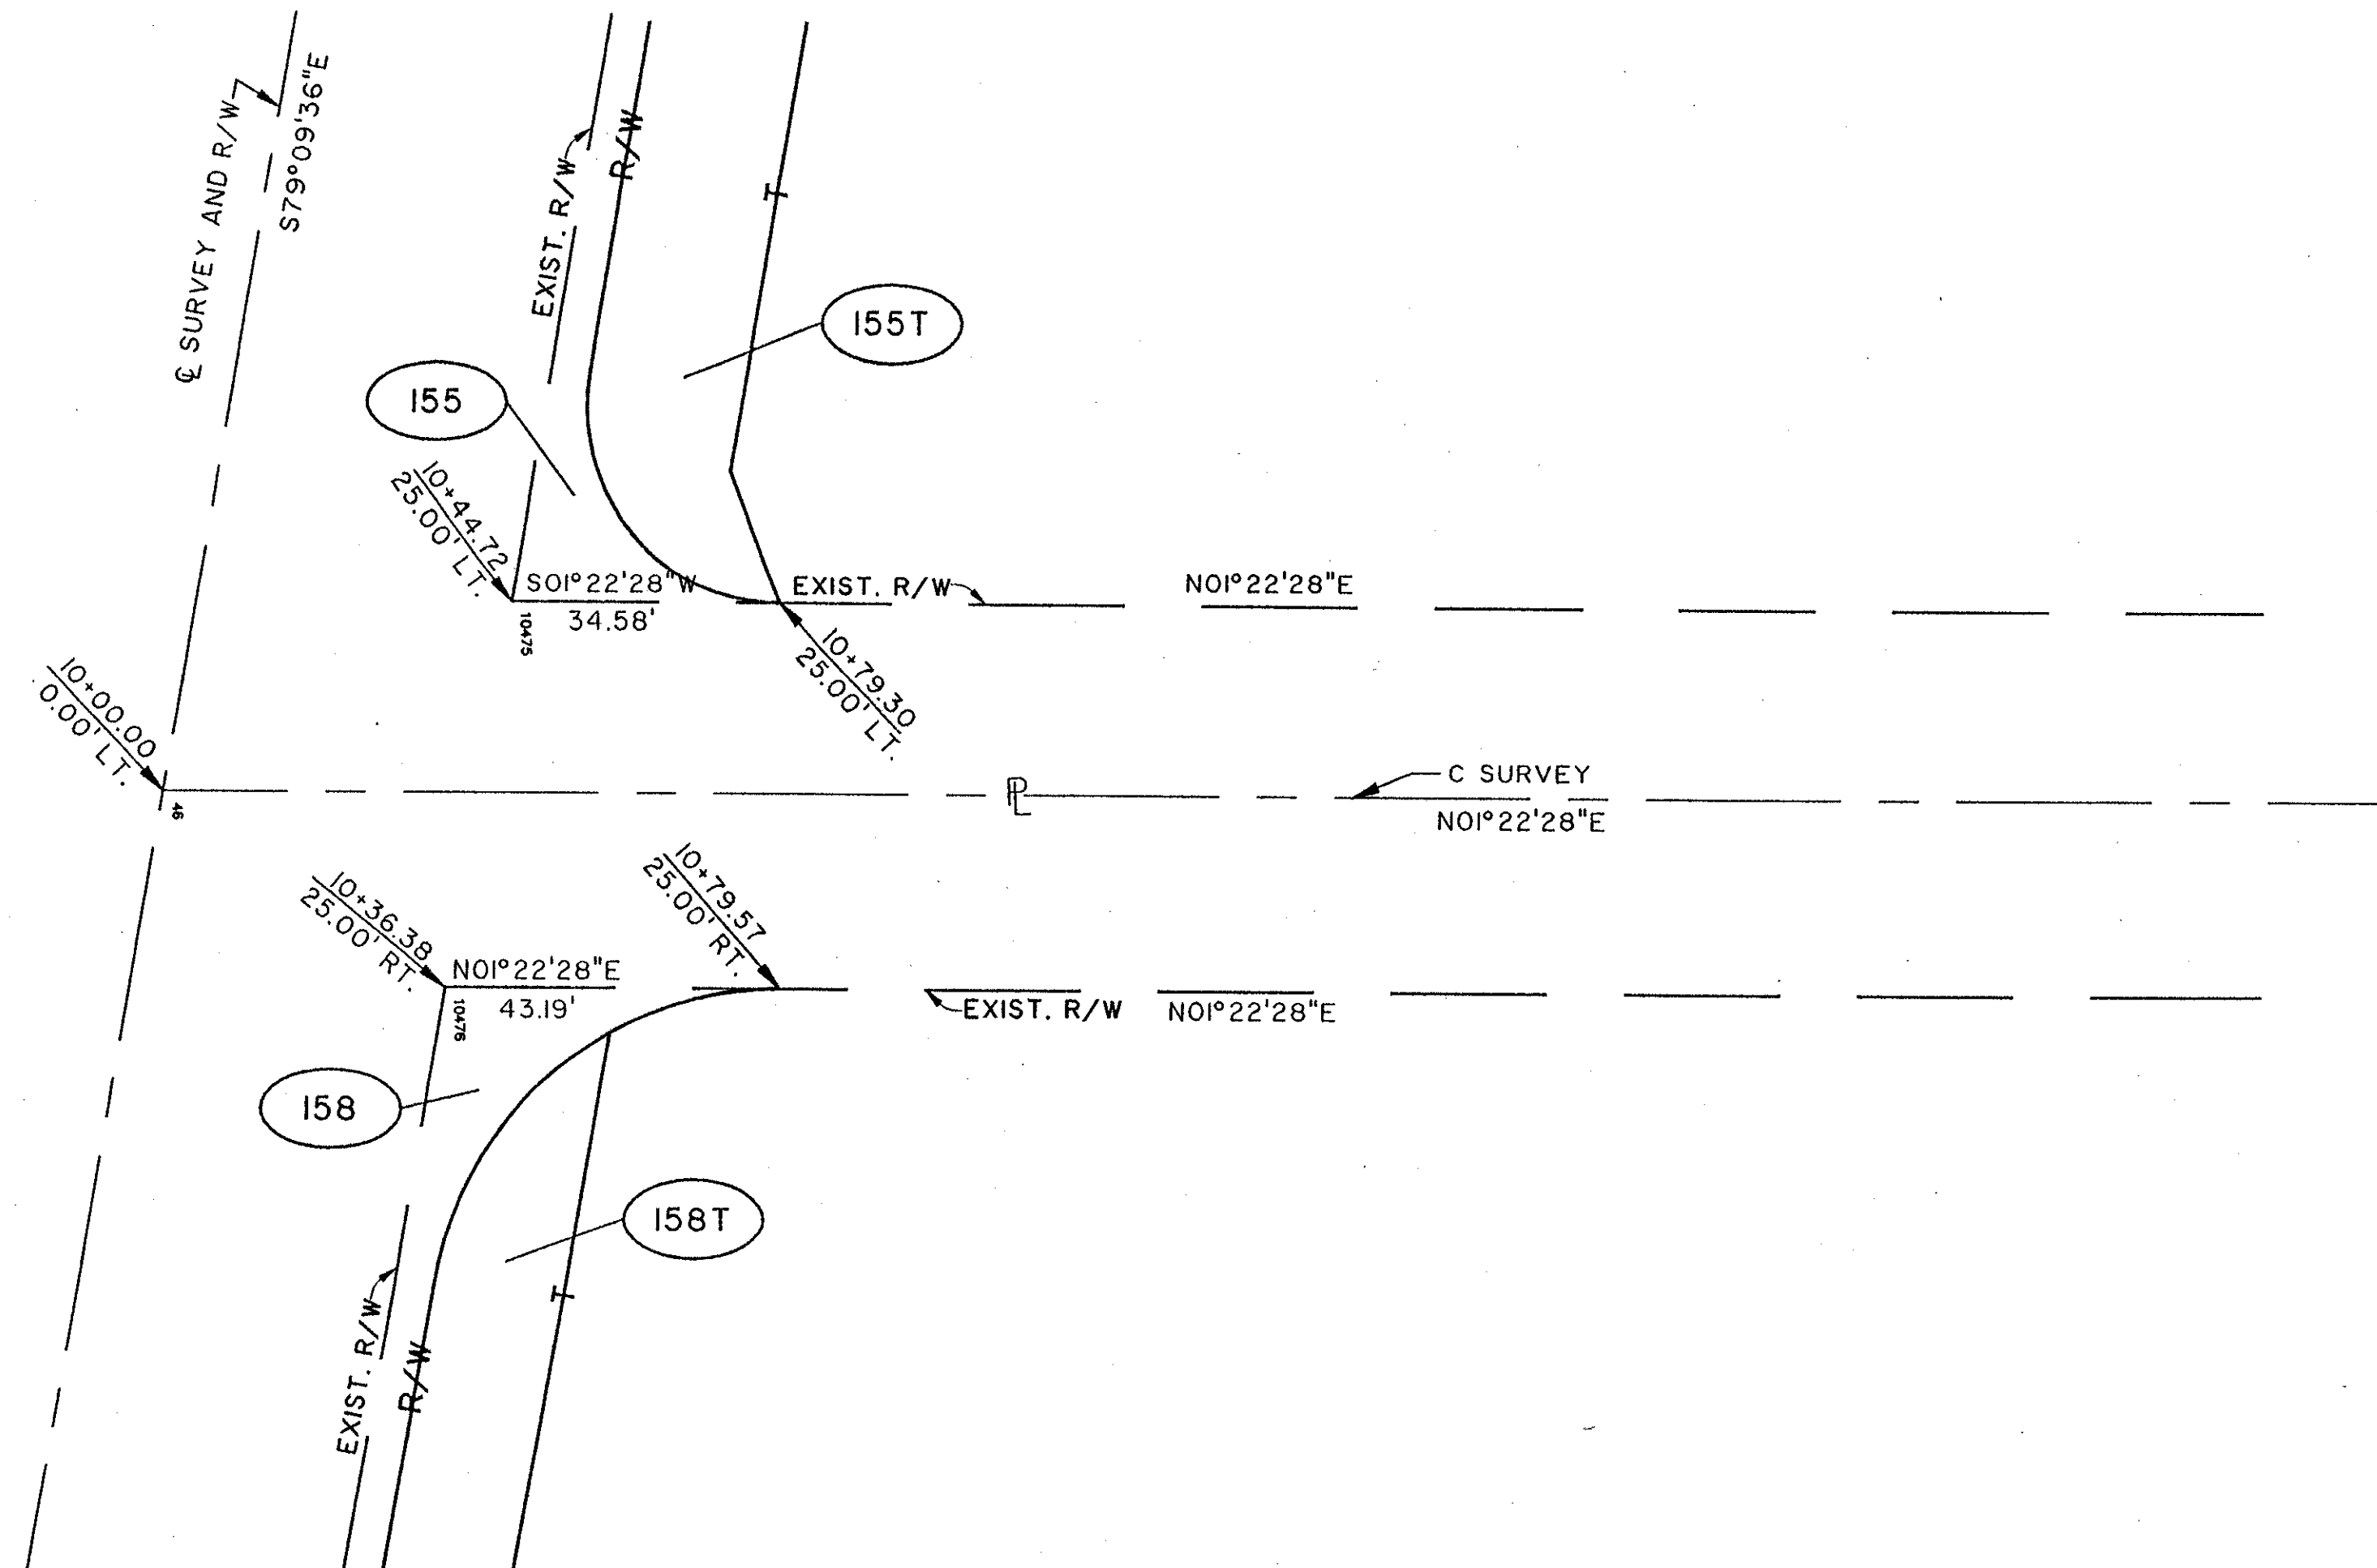 ℄ SURVEY AND R/W
S79°09'36"E
EXIST. R/W
R/W
T
155T
155
10+44.72
25.00' LT.
S01°22'28"W
34.58'
10475
EXIST. R/W
N01°22'28"E
10+79.30
25.00' LT.
10+00.00
0.00' LT.
46
PL
C SURVEY
N01°22'28"E
10+36.38
25.00' RT.
10+79.57
25.00' RT.
N01°22'28"E
43.19'
10476
EXIST. R/W
N01°22'28"E
158
158T
T
EXIST. R/W
R/W